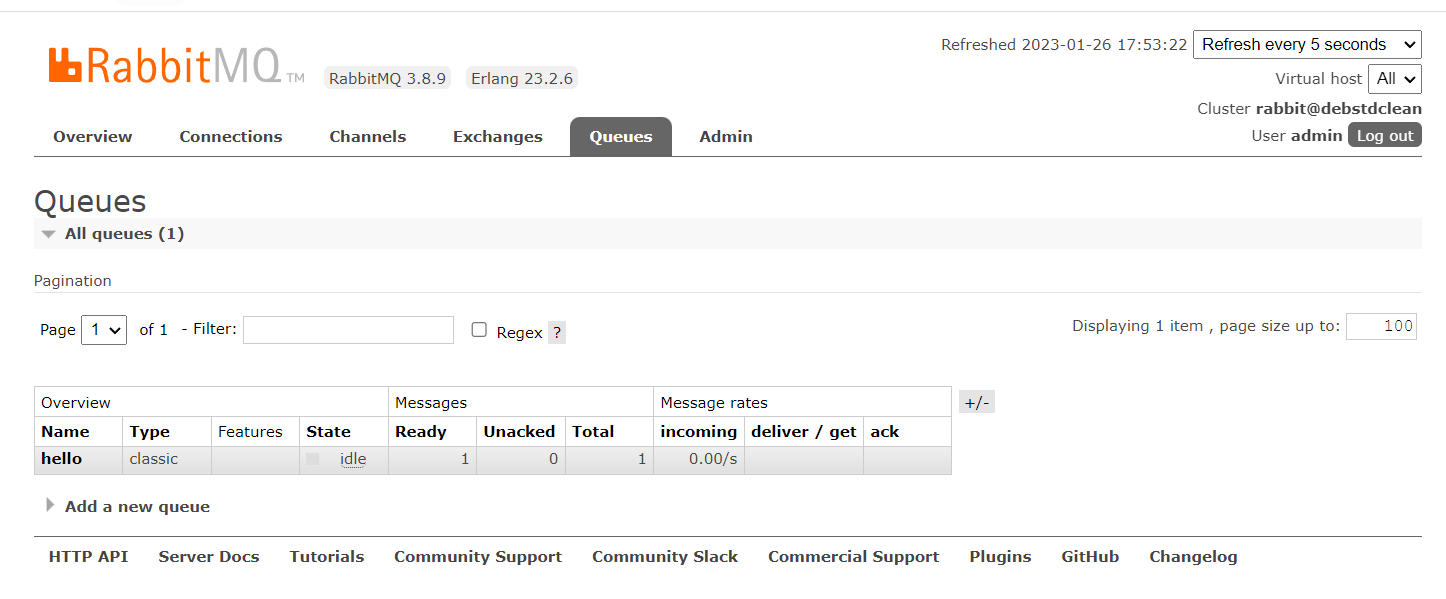 RabbitMQ TM RabbitMQ 3.8.9 Erlang 23.2.6
Refreshed 2023-01-26 17:53:22 Refresh every 5 seconds
Virtual host All
Cluster rabbit@debstdclean
User admin Log out
Overview Connections Channels Exchanges Queues Admin
Queues
All queues (1)
Pagination
Page 1 of 1 - Filter: Regex ? Displaying 1 item , page size up to: 100
Overview Messages Message rates +/-
Name Type Features State Ready Unacked Total incoming deliver / get ack
hello classic idle 1 0 1 0.00/s
Add a new queue
HTTP API Server Docs Tutorials Community Support Community Slack Commercial Support Plugins GitHub Changelog